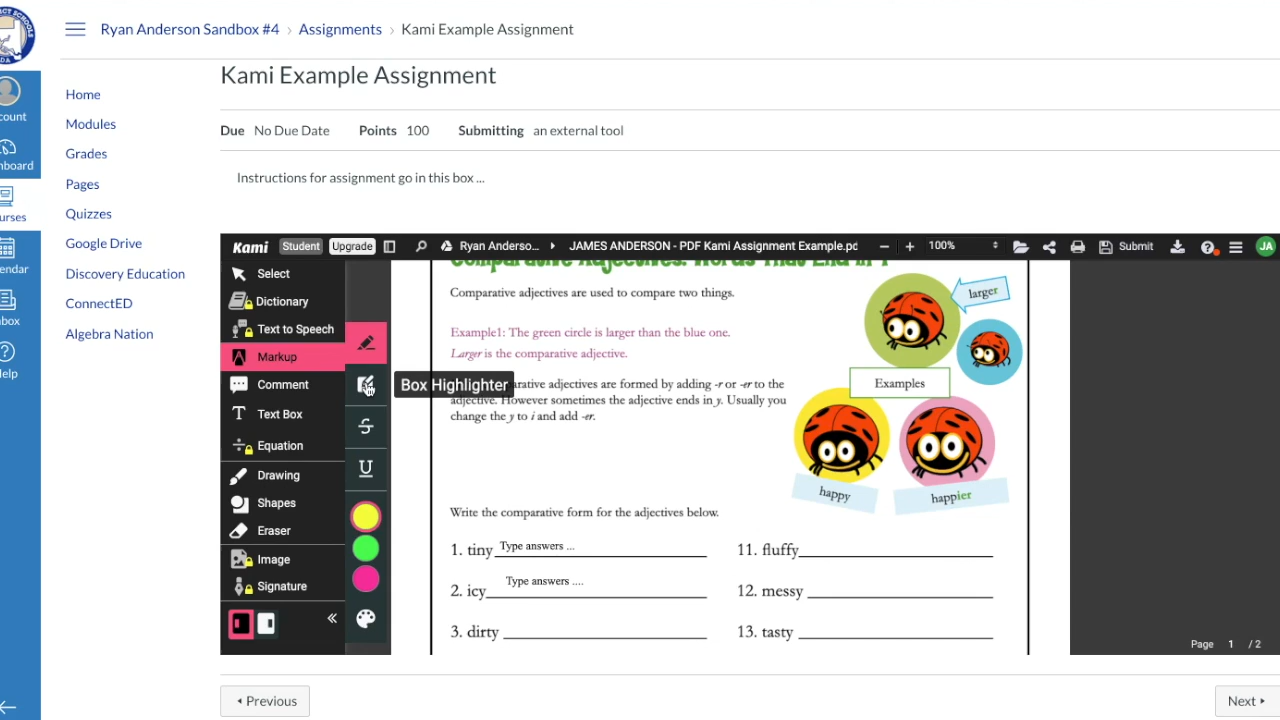 Ryan Anderson Sandbox #4 › Assignments › Kami Example Assignment
Kami Example Assignment
Due No Due Date Points 100 Submitting an external tool
Instructions for assignment go in this box ...
Home
Modules
Grades
Pages
Quizzes
Google Drive
Discovery Education
ConnectED
Algebra Nation
Kami Student Upgrade Ryan Anderso... JAMES ANDERSON - PDF Kami Assignment Example.pd 100% Submit JA
Select
Dictionary
Text to Speech
Markup
Comment
Text Box
Equation
Drawing
Shapes
Eraser
Image
Signature
Box Highlighter
Comparative Adjectives: Words That End in Y
Comparative adjectives are used to compare two things.
Example1: The green circle is larger than the blue one.
Larger is the comparative adjective.
arative adjectives are formed by adding -r or -er to the
adjective. However sometimes the adjective ends in y. Usually you
change the y to i and add -er.
larger
Examples
happy
happier
Write the comparative form for the adjectives below.
1. tiny Type answers ...
2. icy Type answers ....
3. dirty
11. fluffy
12. messy
13. tasty
Page 1 / 2
Previous
Next